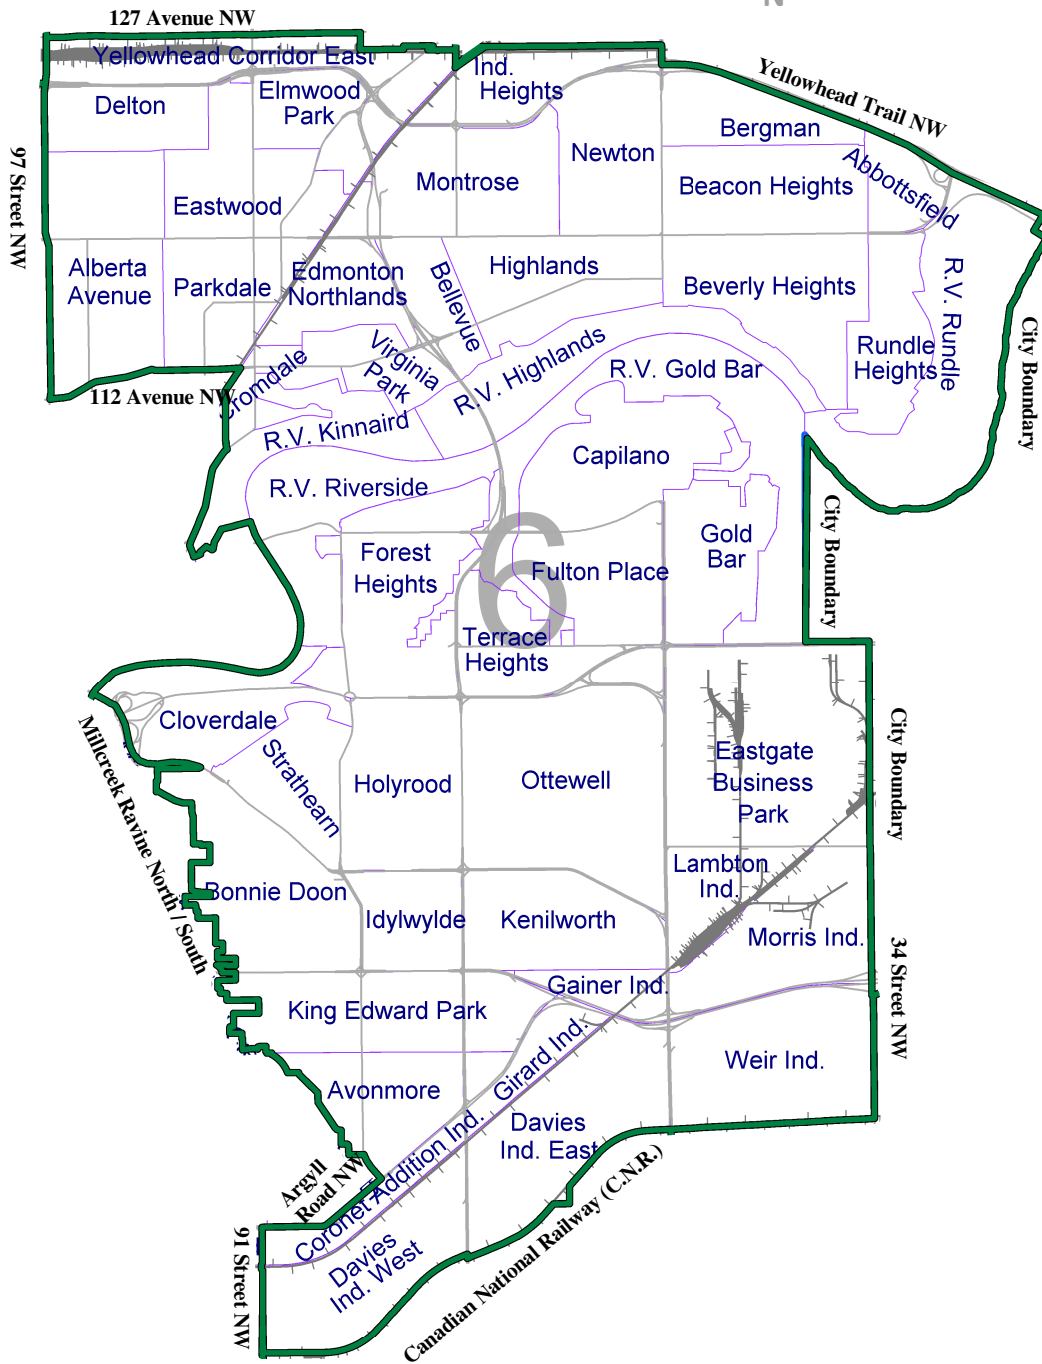 N
127 Avenue NW
Yellowhead Corridor East
Ind.
Heights
Yellowhead Trail NW
Delton
Elmwood
Park
Bergman
Newton
Abbottsfield
Montrose
Beacon Heights
97 Street NW
Eastwood
Alberta
Avenue
Parkdale
Edmonton
Northlands
Bellevue
Highlands
Beverly Heights
R.V. Rundle
City Boundary
Rundle
Heights
Virginia
Park
R.V. Highlands
R.V. Gold Bar
Cromdale
112 Avenue NW
R.V. Kinnaird
Capilano
R.V. Riverside
City Boundary
Gold
Bar
Forest
Heights
6
Fulton Place
Terrace
Heights
Cloverdale
Millcreek Ravine North / South
Strathearn
Holyrood
Ottewell
Eastgate
Business
Park
City Boundary
Lambton
Ind.
Bonnie Doon
Idylwylde
Kenilworth
Morris Ind.
34 Street NW
Gainer Ind.
King Edward Park
Girard Ind.
Weir Ind.
Avonmore
Davies
Ind. East
Argyll
Road NW
Coronet Addition Ind.
Canadian National Railway (C.N.R.)
91 Street NW
Davies
Ind. West